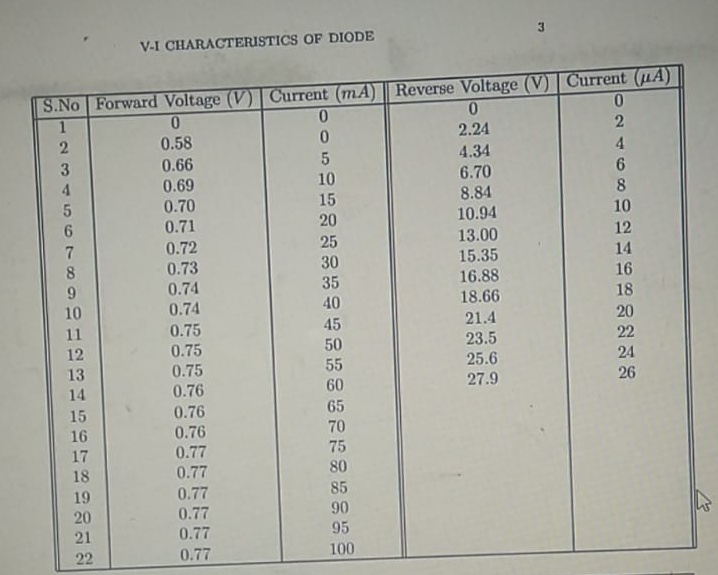 V-I CHARACTERISTICS OF DIODE 3
S.No Forward Voltage (V) Current (mA) Reverse Voltage (V) Current (μA)
1 0 0 0 0
2 0.58 0 2.24 2
3 0.66 5 4.34 4
4 0.69 10 6.70 6
5 0.70 15 8.84 8
6 0.71 20 10.94 10
7 0.72 25 13.00 12
8 0.73 30 15.35 14
9 0.74 35 16.88 16
10 0.74 40 18.66 18
11 0.75 45 21.4 20
12 0.75 50 23.5 22
13 0.75 55 25.6 24
14 0.76 60 27.9 26
15 0.76 65
16 0.76 70
17 0.77 75
18 0.77 80
19 0.77 85
20 0.77 90
21 0.77 95
22 0.77 100